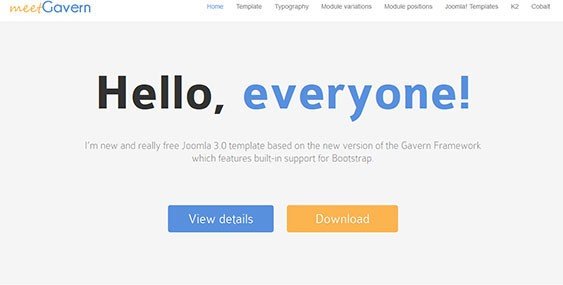 meetGavern
Home Template Typography Module variations Module positions Joomla! Templates K2 Cobalt
Hello, everyone!
I'm new and really free Joomla 3.0 template based on the new version of the Gavern Framework
which features built-in support for Bootstrap.
View details Download